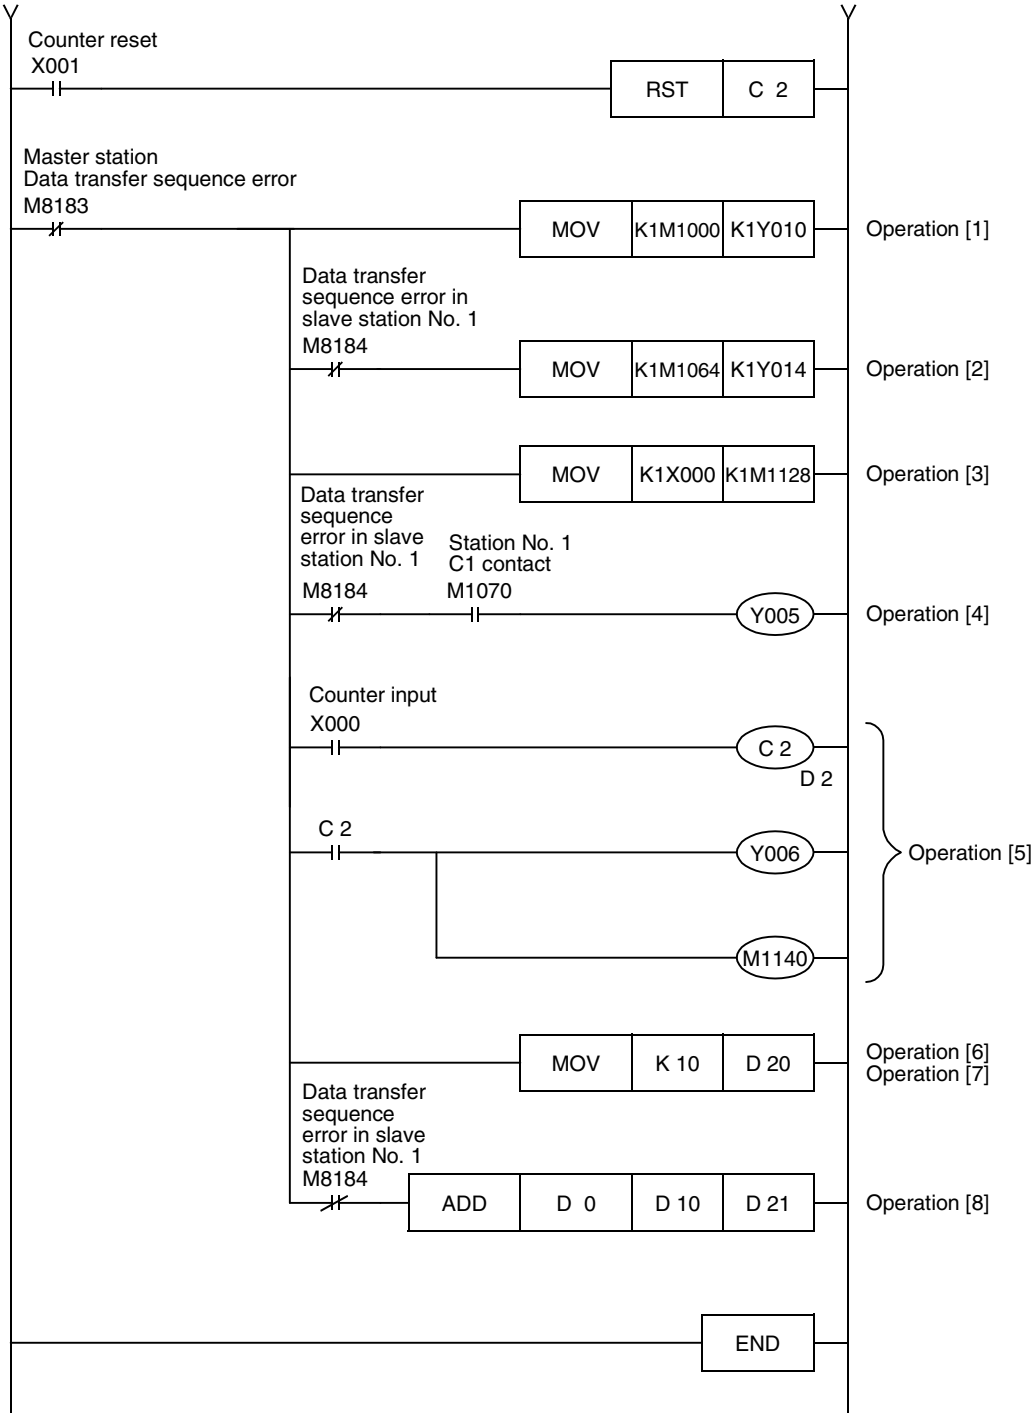 Counter reset
X001
RST C 2
Master station
Data transfer sequence error
M8183
MOV K1M1000 K1Y010 Operation [1]
Data transfer
sequence error in
slave station No. 1
M8184
MOV K1M1064 K1Y014 Operation [2]
MOV K1X000 K1M1128 Operation [3]
Data transfer
sequence
error in slave
station No. 1
Station No. 1
C1 contact
M8184 M1070
Y005 Operation [4]
Counter input
X000
C 2
D 2
C 2
Y006 Operation [5]
M1140
MOV K 10 D 20 Operation [6]
Operation [7]
Data transfer
sequence
error in slave
station No. 1
M8184
ADD D 0 D 10 D 21 Operation [8]
END